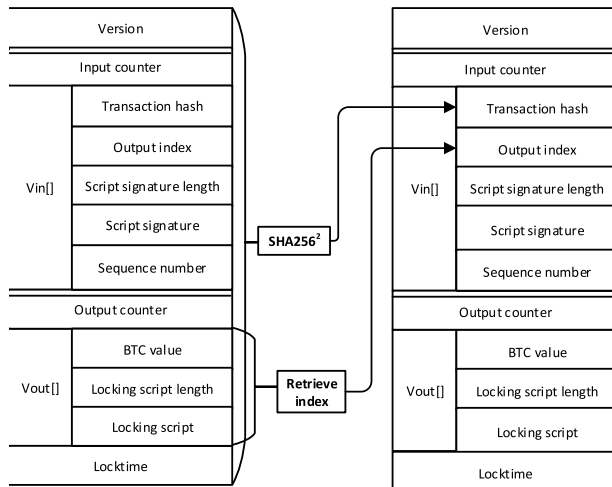 Version
Input counter
Vin[]
Transaction hash
Output index
Script signature length
Script signature
Sequence number
Output counter
Vout[]
BTC value
Locking script length
Locking script
Locktime
SHA256²
Retrieve
index
Version
Input counter
Vin[]
Transaction hash
Output index
Script signature length
Script signature
Sequence number
Output counter
Vout[]
BTC value
Locking script length
Locking script
Locktime